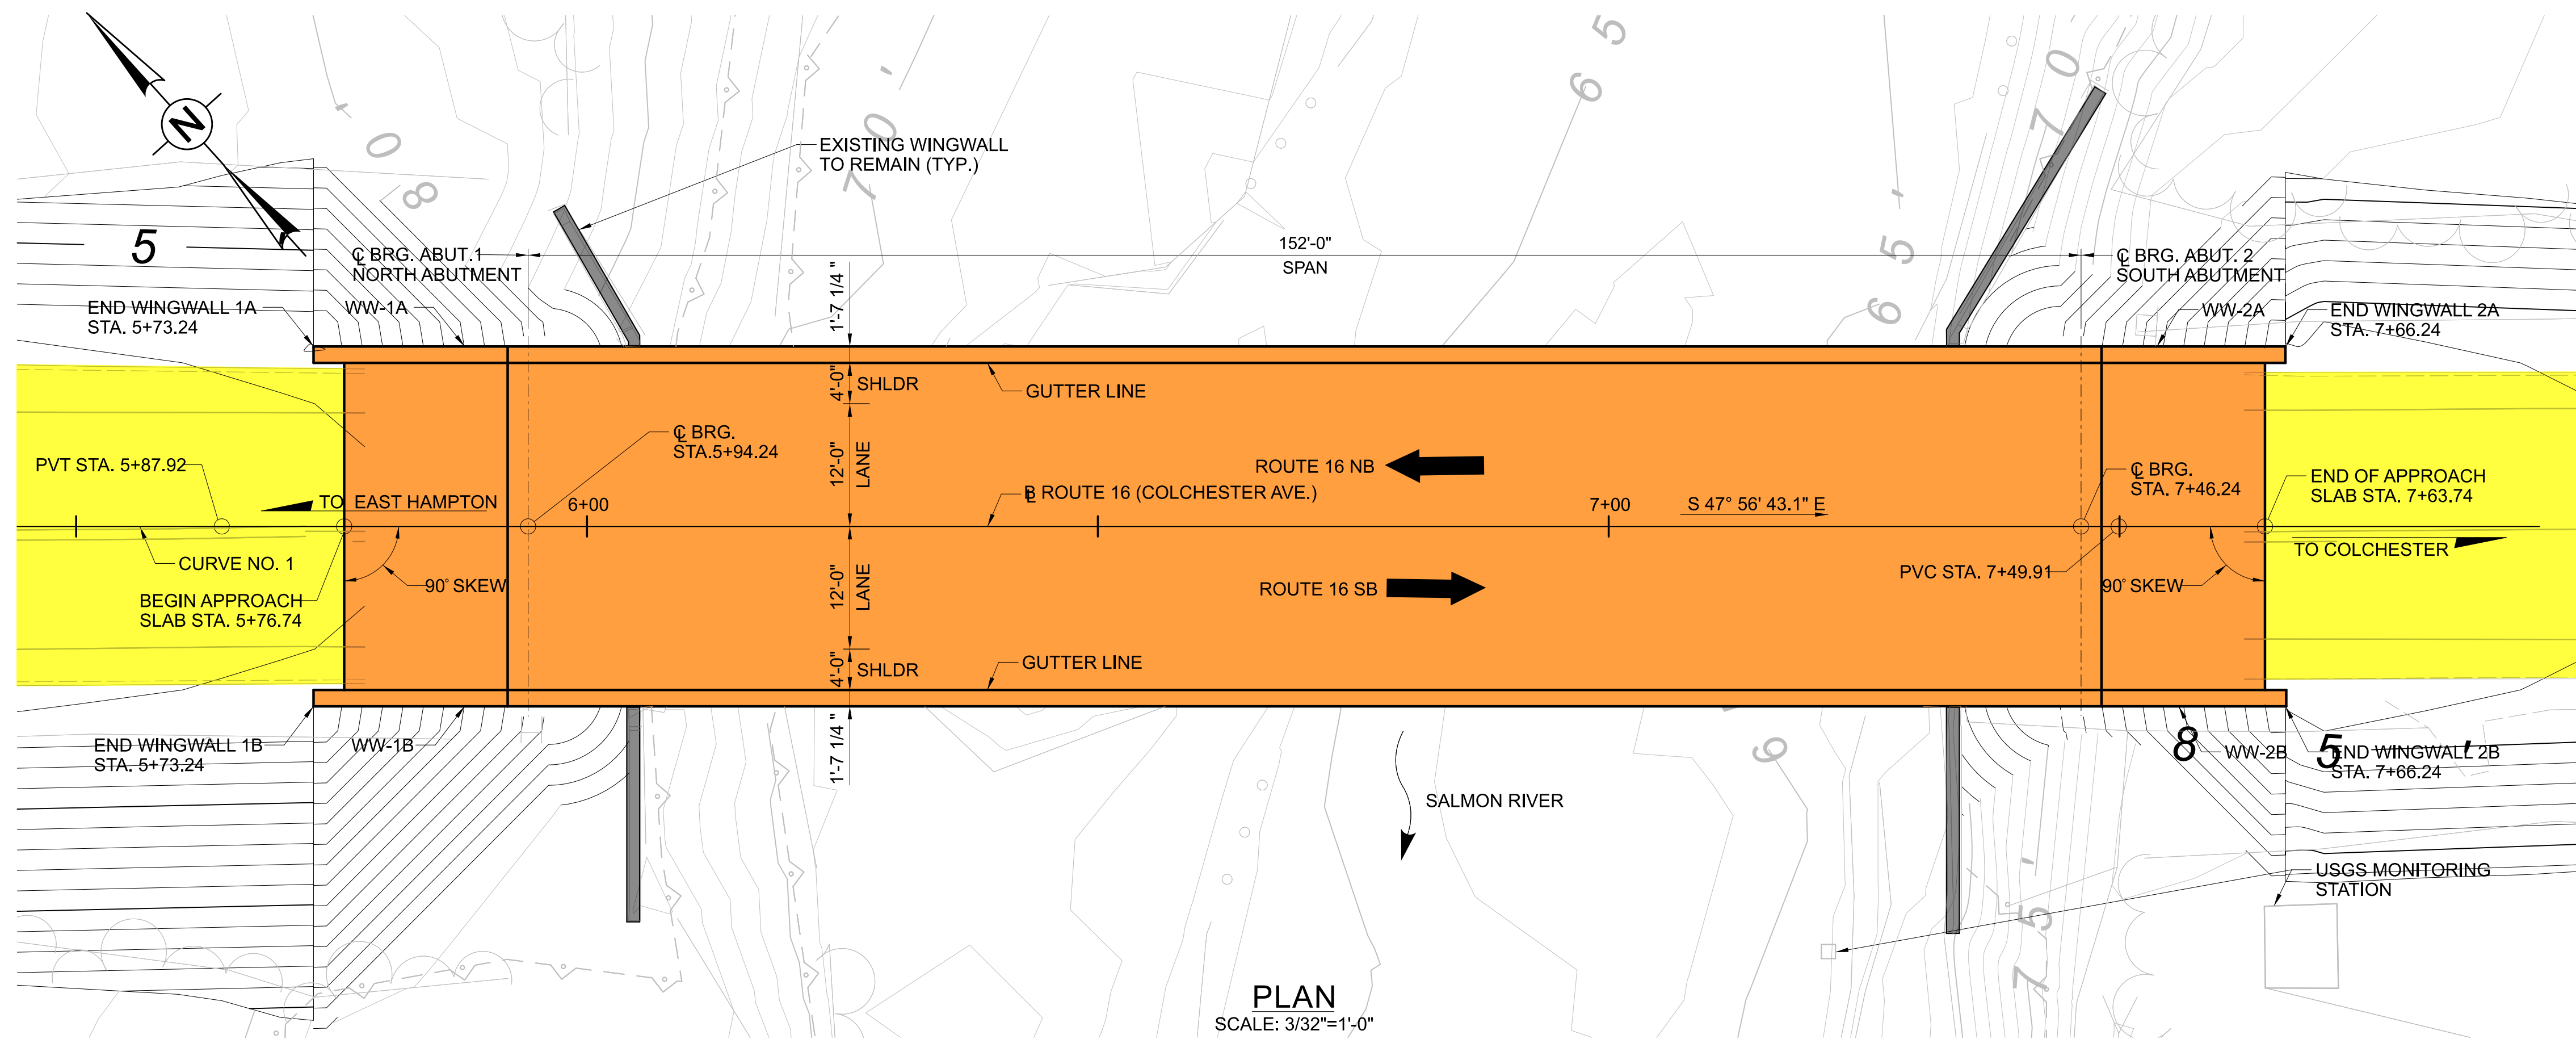 N
80'
70'
65
65'
70
5
EXISTING WINGWALL
TO REMAIN (TYP.)
152'-0"
SPAN
℄ BRG. ABUT.1
NORTH ABUTMENT
℄ BRG. ABUT. 2
SOUTH ABUTMENT
END WINGWALL 1A
STA. 5+73.24
WW-1A
1'-7 1/4 "
WW-2A
END WINGWALL 2A
STA. 7+66.24
4'-0"
SHLDR
GUTTER LINE
℄ BRG.
STA.5+94.24
12'-0"
LANE
PVT STA. 5+87.92
ROUTE 16 NB
℄ BRG.
STA. 7+46.24
END OF APPROACH
SLAB STA. 7+63.74
TO EAST HAMPTON
6+00
BL ROUTE 16 (COLCHESTER AVE.)
7+00
S 47° 56' 43.1" E
CURVE NO. 1
90° SKEW
12'-0"
LANE
ROUTE 16 SB
PVC STA. 7+49.91
90° SKEW
TO COLCHESTER
BEGIN APPROACH
SLAB STA. 5+76.74
4'-0"
SHLDR
GUTTER LINE
END WINGWALL 1B
STA. 5+73.24
WW-1B
1'-7 1/4 "
6
8
WW-2B
5'
END WINGWALL 2B
STA. 7+66.24
SALMON RIVER
USGS MONITORING
STATION
75'
PLAN
SCALE: 3/32"=1'-0"